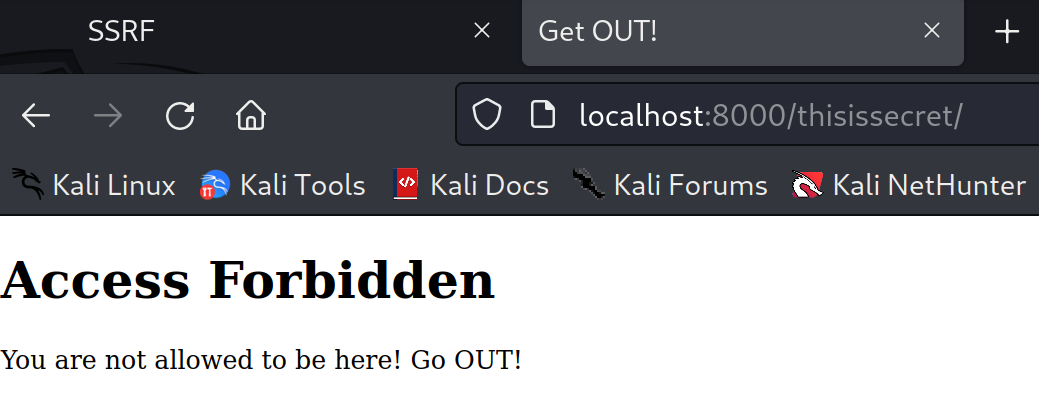 SSRF
Get OUT!
localhost:8000/thisissecret/
Kali Linux Kali Tools Kali Docs Kali Forums Kali NetHunter
Access Forbidden
You are not allowed to be here! Go OUT!